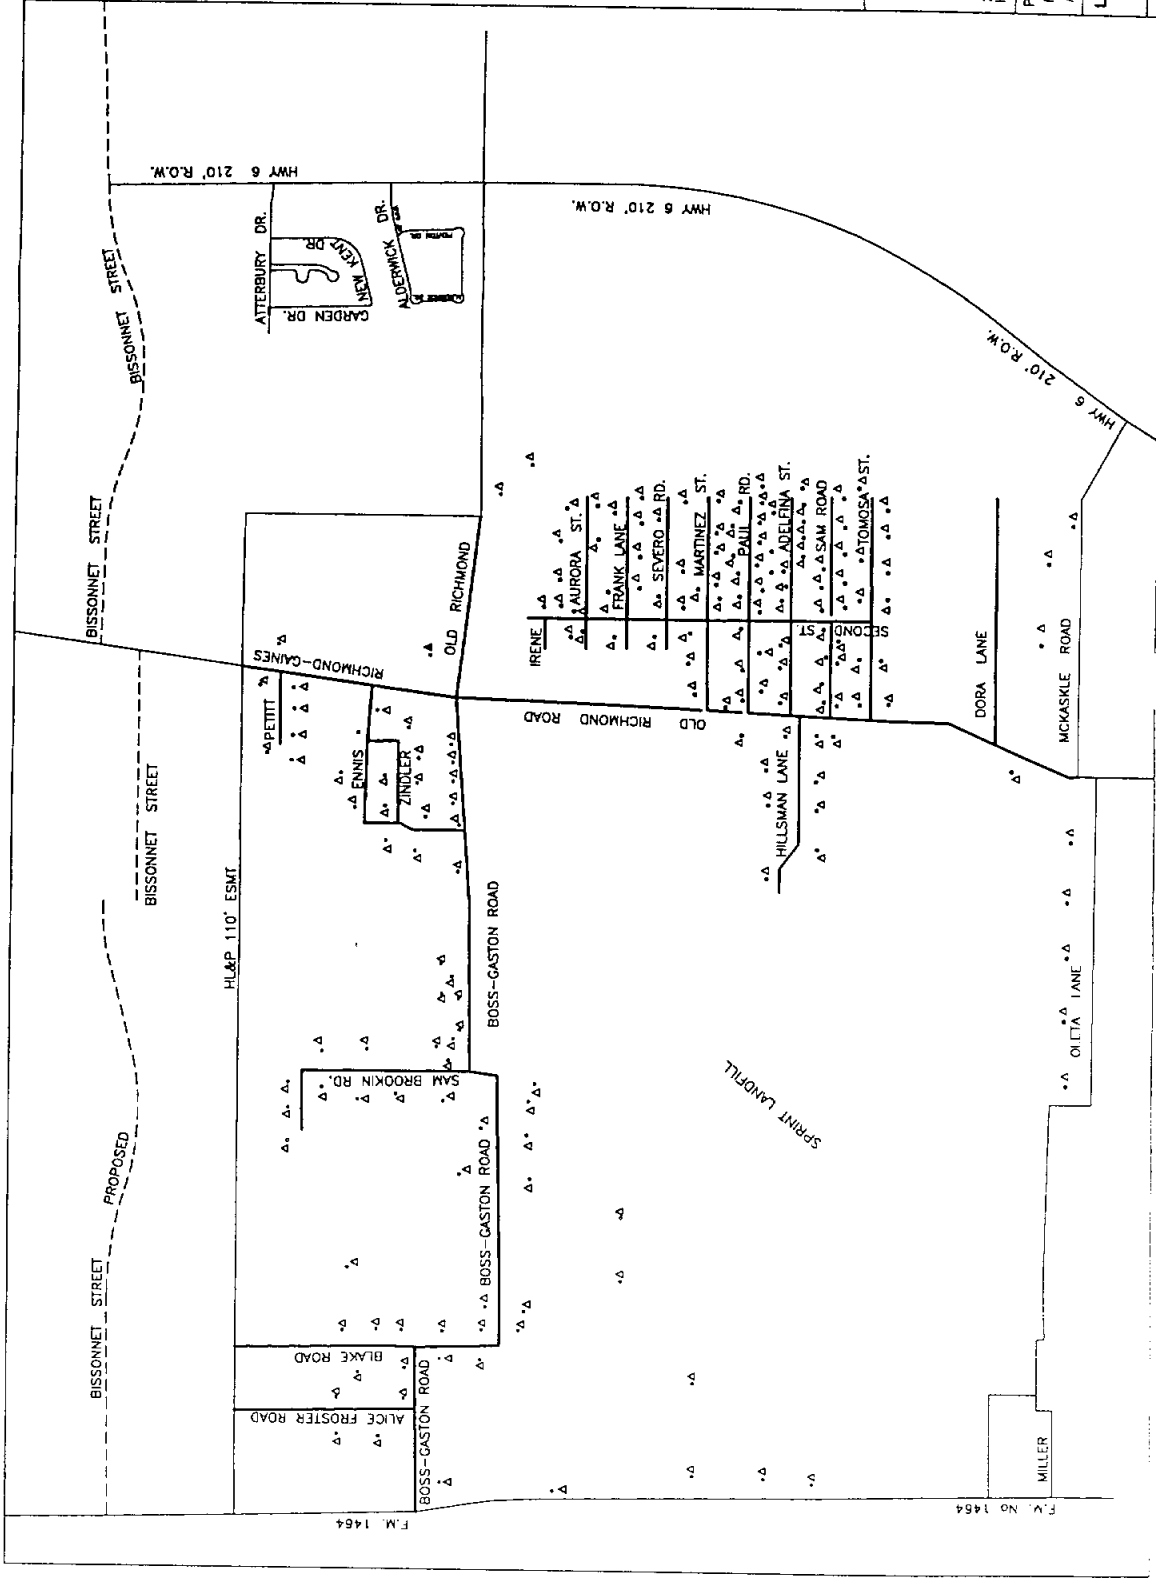 BISSONNET STREET
PROPOSED
BISSONNET STREET
BISSONNET STREET
BISSONNET STREET
BISSONNET STREET
HL&P 110' ESMT
HWY 6 210' R.O.W.
ATTERBURY DR.
GARDEN DR.
NEW KENT DR.
ALDERWICK DR.
HWY 6 210' R.O.W.
HWY 6 210' R.O.W.
RICHMOND-GAINES
PETITT
ENNIS
ZINDLER
OLD RICHMOND
OLD RICHMOND ROAD
BOSS-GASTON ROAD
SAM BROOKIN RD.
BOSS-GASTON ROAD
BLAKE ROAD
ALICE FROSTER ROAD
BOSS-GASTON ROAD
F.M. 1464
IRENE
AURORA ST.
FRANK LANE
SEVERO RD.
MARTINEZ ST.
PAUL RD.
ADELFINA ST.
SAM ROAD
TOMOSA ST.
SECOND ST.
HILLSMAN LANE
DORA LANE
MCKASKLE ROAD
OLETA LANE
SPRINT LANDFILL
MILLER
F.M. No 1464